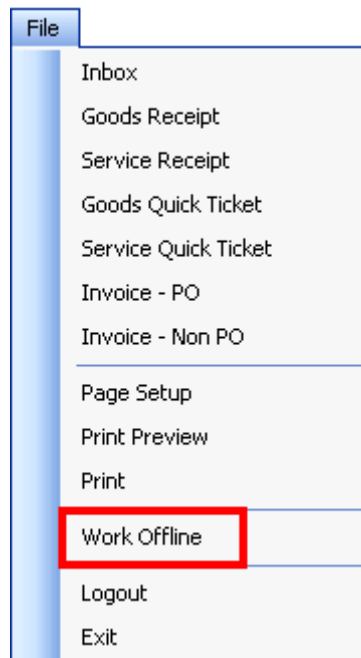 File
Inbox
Goods Receipt
Service Receipt
Goods Quick Ticket
Service Quick Ticket
Invoice - PO
Invoice - Non PO
Page Setup
Print Preview
Print
Work Offline
Logout
Exit